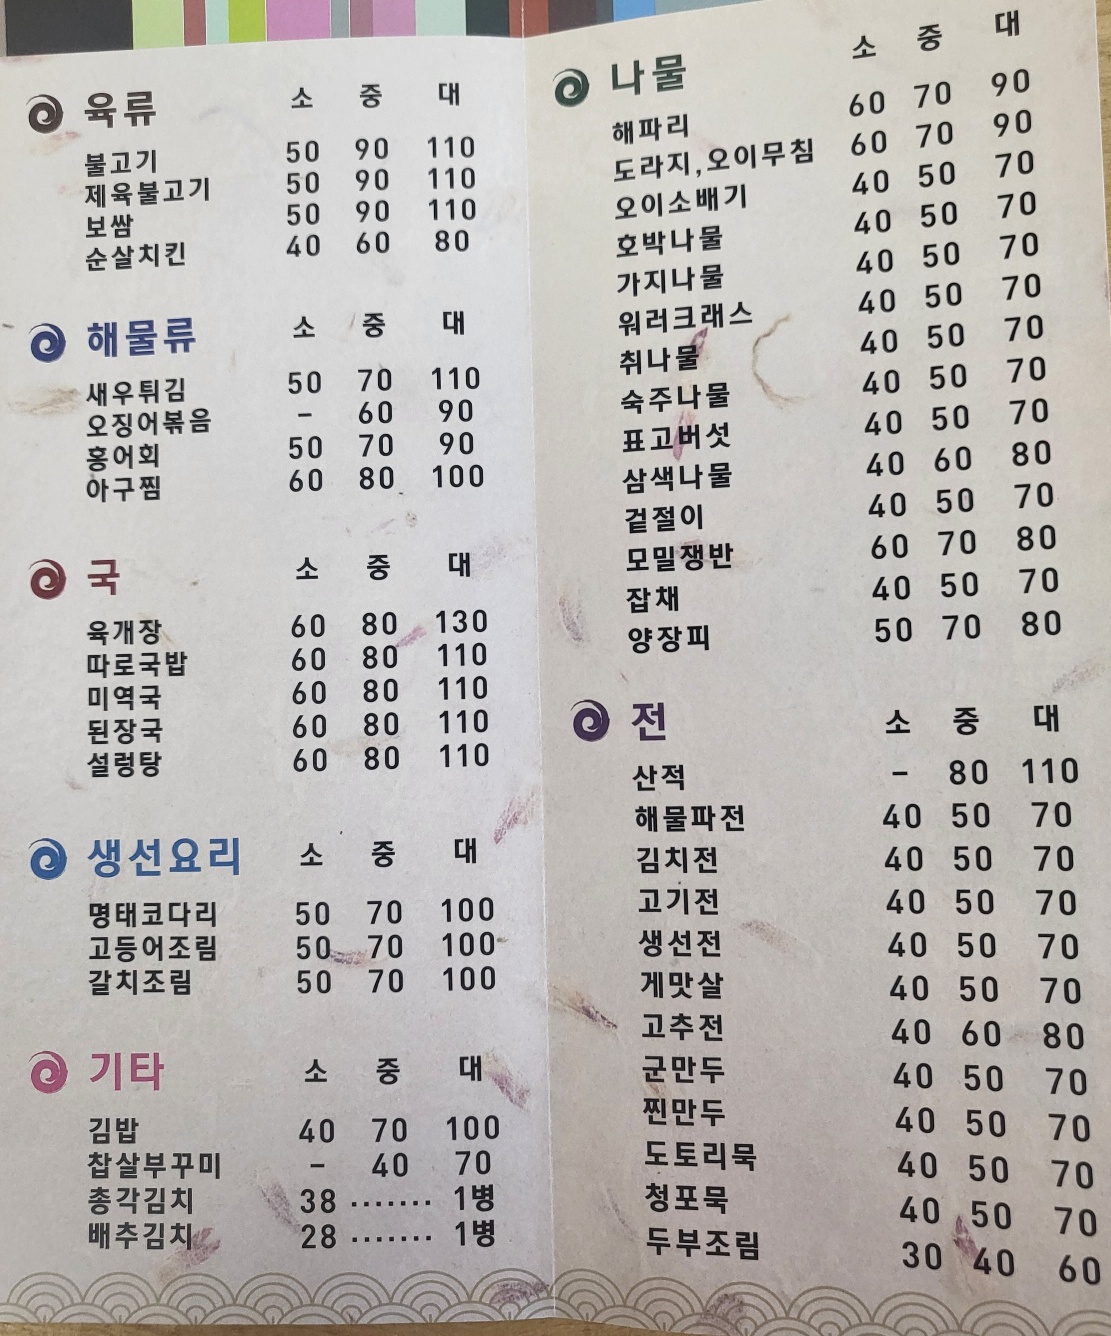 육류 소 중 대
불고기 50 90 110
제육불고기 50 90 110
보쌈 50 90 110
순살치킨 40 60 80
해물류 소 중 대
새우튀김 50 70 110
오징어볶음 - 60 90
홍어회 50 70 90
아구찜 60 80 100
국 소 중 대
육개장 60 80 130
따로국밥 60 80 110
미역국 60 80 110
된장국 60 80 110
설렁탕 60 80 110
생선요리 소 중 대
명태코다리 50 70 100
고등어조림 50 70 100
갈치조림 50 70 100
기타 소 중 대
김밥 40 70 100
찹살부꾸미 - 40 70
총각김치 38 ....... 1병
배추김치 28 ....... 1병
나물 소 중 대
해파리 60 70 90
도라지,오이무침 60 70 90
오이소배기 40 50 70
호박나물 40 50 70
가지나물 40 50 70
워러크래스 40 50 70
취나물 40 50 70
숙주나물 40 50 70
표고버섯 40 50 70
삼색나물 40 60 80
겉절이 40 50 70
모밀쟁반 60 70 80
잡채 40 50 70
양장피 50 70 80
전 소 중 대
산적 - 80 110
해물파전 40 50 70
김치전 40 50 70
고기전 40 50 70
생선전 40 50 70
게맛살 40 50 70
고추전 40 60 80
군만두 40 50 70
찐만두 40 50 70
도토리묵 40 50 70
청포묵 40 50 70
두부조림 30 40 60